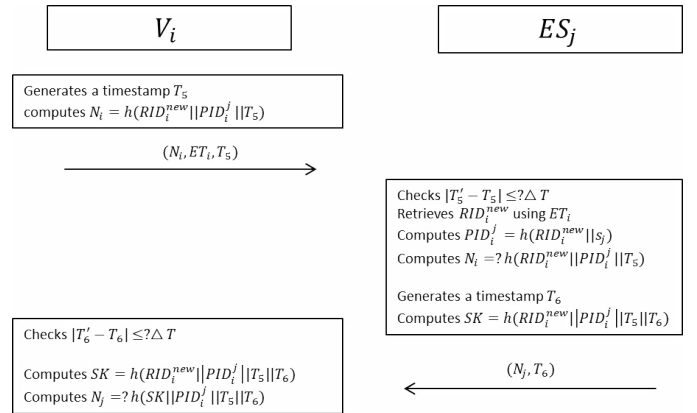 V_i
ES_j
Generates a timestamp T_5
computes N_i = h(RID_i^{new}||PID_i^j||T_5)
(N_i, ET_i, T_5)
Checks |T_5' − T_5| ≤? △ T
Retrieves RID_i^{new} using ET_i
Computes PID_i^j = h(RID_i^{new}||s_j)
Computes N_i =? h(RID_i^{new}||PID_i^j||T_5)
Generates a timestamp T_6
Computes SK = h(RID_i^{new}||PID_i^j||T_5||T_6)
(N_j, T_6)
Checks |T_6' − T_6| ≤? △ T
Computes SK = h(RID_i^{new}||PID_i^j||T_5||T_6)
Computes N_j =? h(SK||PID_i^j||T_5||T_6)